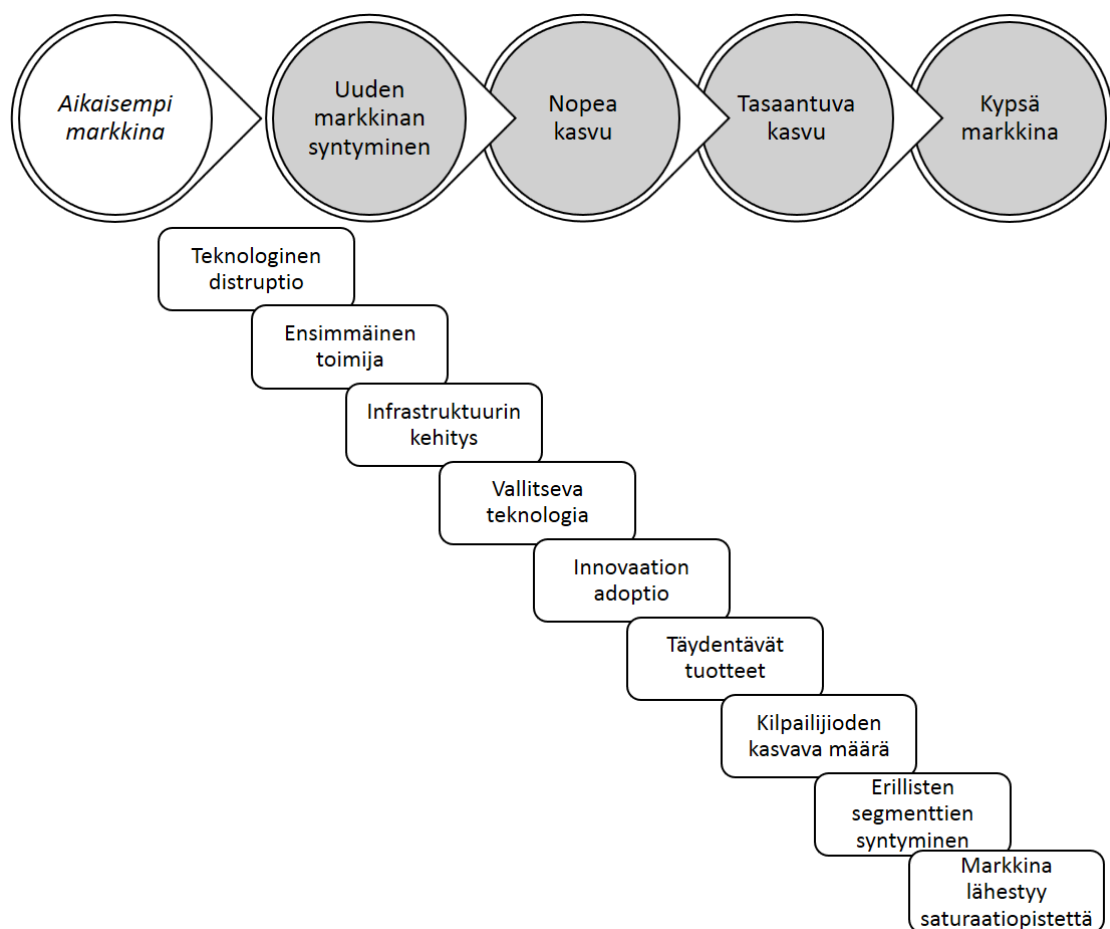 Aikaisempi
markkina
Uuden
markkinan
syntyminen
Nopea
kasvu
Tasaantuva
kasvu
Kypsä
markkina
Teknologinen
distruptio
Ensimmäinen
toimija
Infrastruktuurin
kehitys
Vallitseva
teknologia
Innovaation
adoptio
Täydentävät
tuotteet
Kilpailijioden
kasvava määrä
Erillisten
segmenttien
syntyminen
Markkina
lähestyy
saturaatiopistettä